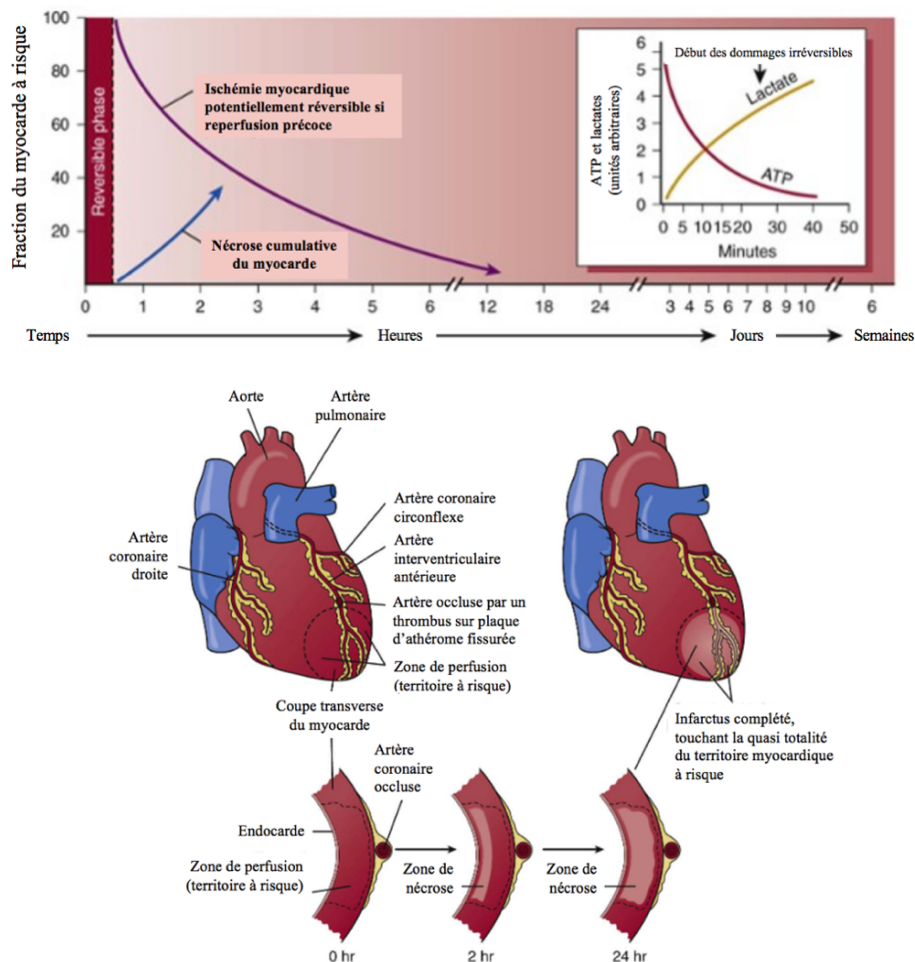 100
80
60
40
20
Fraction du myocarde à risque
Reversible phase
Ischémie myocardique
potentiellement réversible si
reperfusion précoce
Nécrose cumulative
du myocarde
0 1 2 3 4 5 6 12 18 24 3 4 5 6 7 8 9 10 6
Temps Heures Jours Semaines
6
5
4
3
2
1
0
ATP et lactates
(unités arbitraires)
Début des dommages irréversibles
Lactate
ATP
0 5 10 15 20 30 40 50
Minutes
Aorte
Artère
pulmonaire
Artère
coronaire
droite
Artère coronaire
circonflexe
Artère
interventriculaire
antérieure
Artère occluse par un
thrombus sur plaque
d'athérome fissurée
Zone de perfusion
(territoire à risque)
Coupe transverse
du myocarde
Infarctus complété,
touchant la quasi totalité
du territoire myocardique
à risque
Artère
coronaire
occluse
Endocarde
Zone de perfusion
(territoire à risque)
Zone de
nécrose
Zone de
nécrose
0 hr 2 hr 24 hr